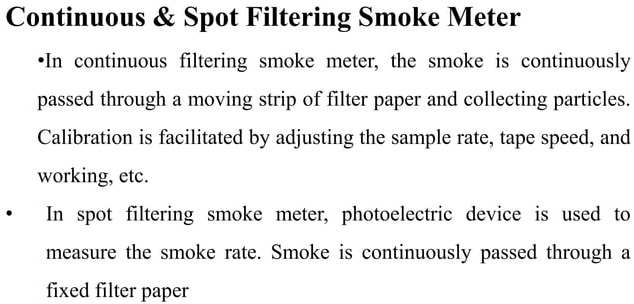 Continuous & Spot Filtering Smoke Meter
•In continuous filtering smoke meter, the smoke is continuously
passed through a moving strip of filter paper and collecting particles.
Calibration is facilitated by adjusting the sample rate, tape speed, and
working, etc.
• In spot filtering smoke meter, photoelectric device is used to
measure the smoke rate. Smoke is continuously passed through a
fixed filter paper